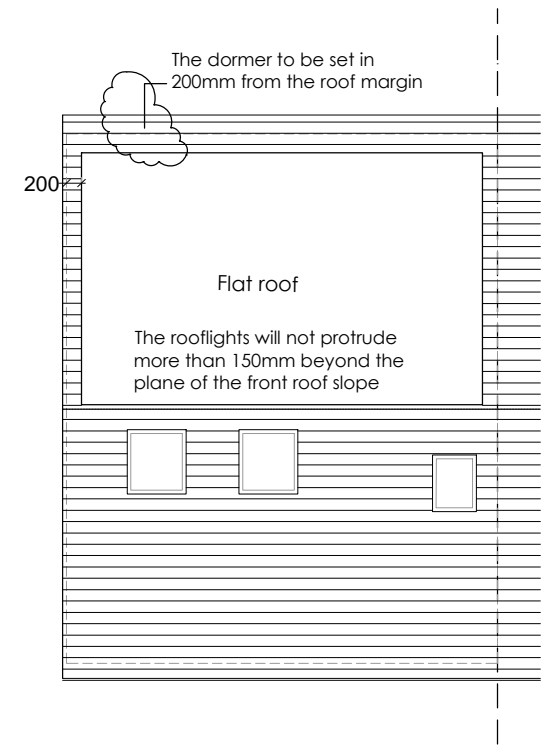 The dormer to be set in
200mm from the roof margin
200
Flat roof
The rooflights will not protrude
more than 150mm beyond the
plane of the front roof slope